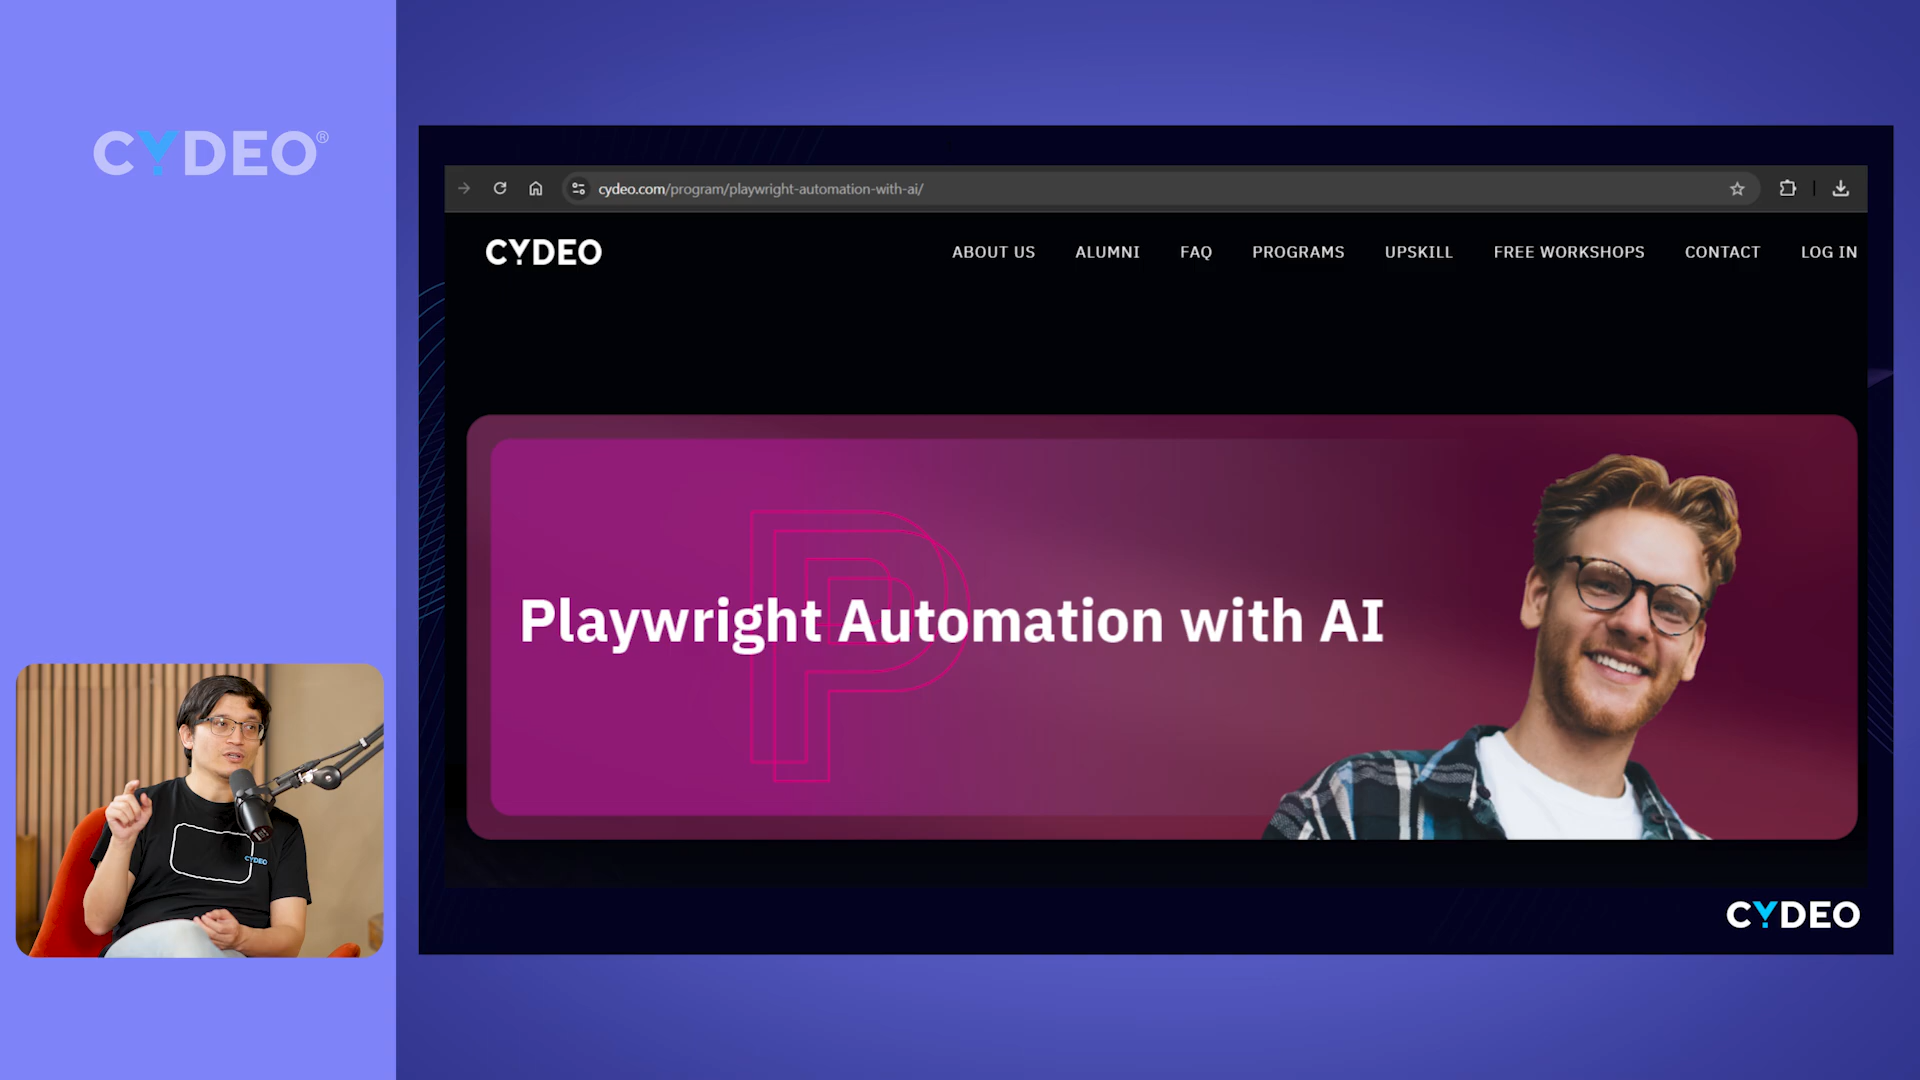 CYDEO®
cydeo.com/program/playwright-automation-with-ai/
CYDEO
ABOUT US
ALUMNI
FAQ
PROGRAMS
UPSKILL
FREE WORKSHOPS
CONTACT
LOG IN
Playwright Automation with AI
CYDEO
CYDEO